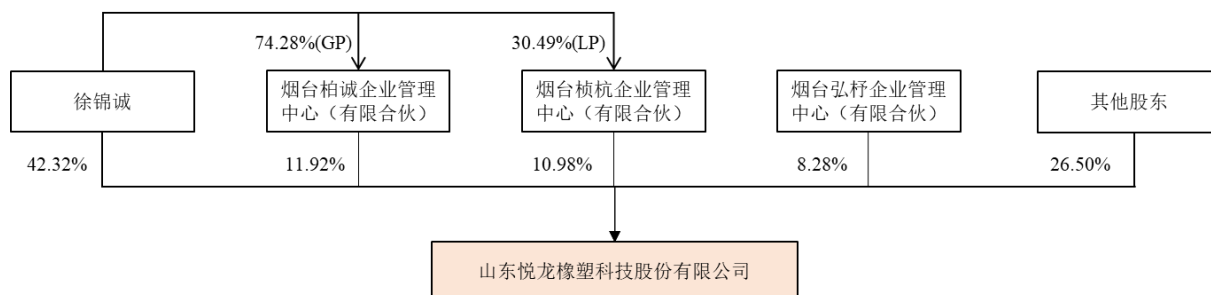 74.28%(GP)
30.49%(LP)
徐锦诚
烟台柏诚企业管理
中心（有限合伙）
烟台桢杭企业管理
中心（有限合伙）
烟台弘杼企业管理
中心（有限合伙）
其他股东
42.32%
11.92%
10.98%
8.28%
26.50%
山东悦龙橡塑科技股份有限公司